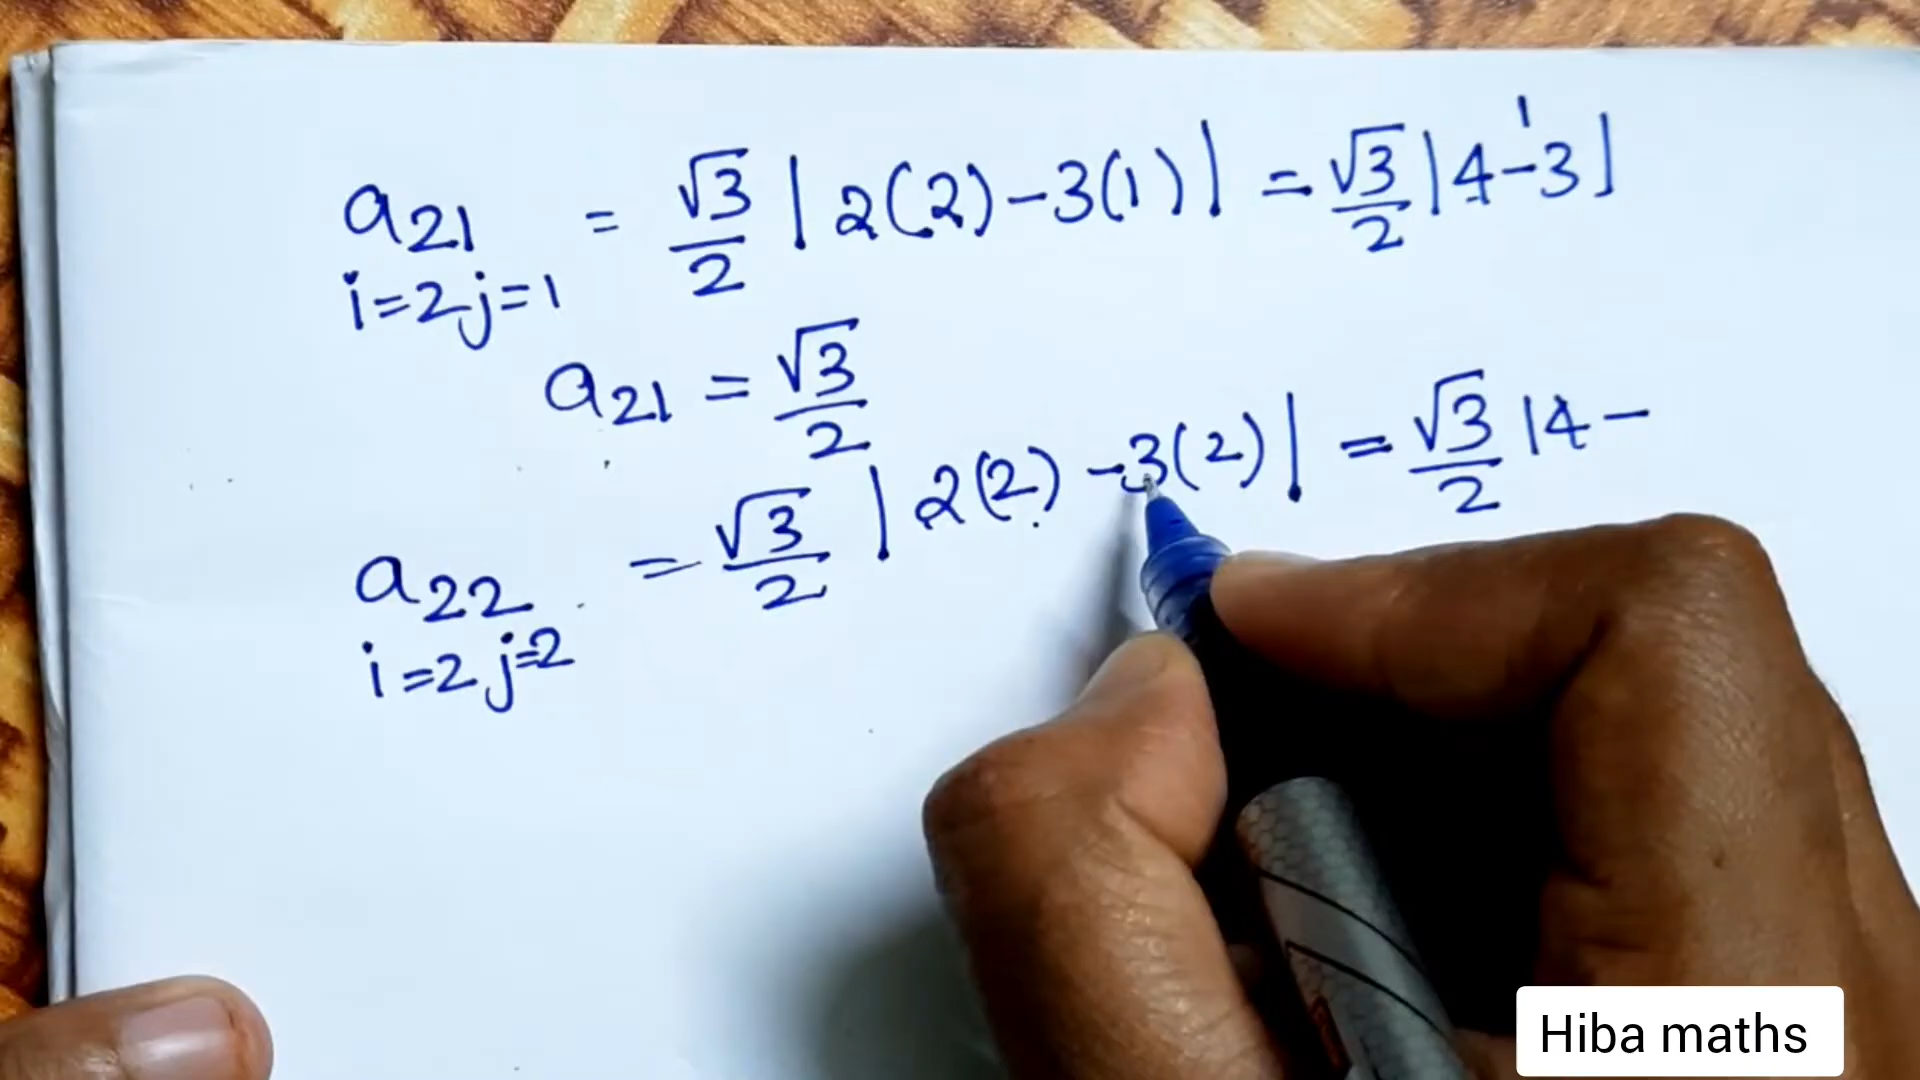 a₂₁ = √3/2 |2(2)-3(1)| = √3/2 |4-3|
1
i=2 j=1
a₂₁ = √3/2
a₂₂ = √3/2 |2(2) -3(2)| = √3/2 |4-
i=2 j=2
Hiba maths